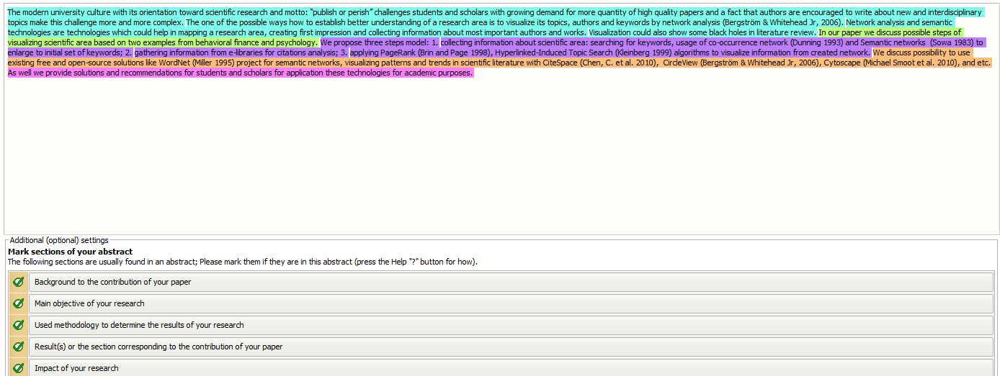 The modern university culture with its orientation toward scientific research and motto: “publish or perish” challenges students and scholars with growing demand for more quantity of high quality papers and a fact that authors are encouraged to write about new and interdisciplinary
topics make this challenge more and more complex. The one of the possible ways how to establish better understanding of a research area is to visualize its topics, authors and keywords by network analysis (Bergström & Whitehead Jr, 2006). Network analysis and semantic
technologies are technologies which could help in mapping a research area, creating first impression and collecting information about most important authors and works. Visualization could also show some black holes in literature review. In our paper we discuss possible steps of
visualizing scientific area based on two examples from behavioral finance and psychology. We propose three steps model: 1. collecting information about scientific area: searching for keywords, usage of co-occurrence network (Dunning 1993) and Semantic networks (Sowa 1983) to
enlarge to initial set of keywords; 2. gathering information from e-libraries for citations analysis; 3. applying PageRank (Brin and Page 1998), Hyperlinked-Induced Topic Search (Kleinberg 1999) algorithms to visualize information from created network. We discuss possibility to use
existing free and open-source solutions like WordNet (Miller 1995) project for semantic networks, visualizing patterns and trends in scientific literature with CiteSpace (Chen, C. et al. 2010), CircleView (Bergström & Whitehead Jr, 2006), Cytoscape (Michael Smoot et al. 2010), and etc.
As well we provide solutions and recommendations for students and scholars for application these technologies for academic purposes.
Additional (optional) settings
Mark sections of your abstract
The following sections are usually found in an abstract; Please mark them if they are in this abstract (press the Help "?" button for how).
Background to the contribution of your paper
Main objective of your research
Used methodology to determine the results of your research
Result(s) or the section corresponding to the contribution of your paper
Impact of your research